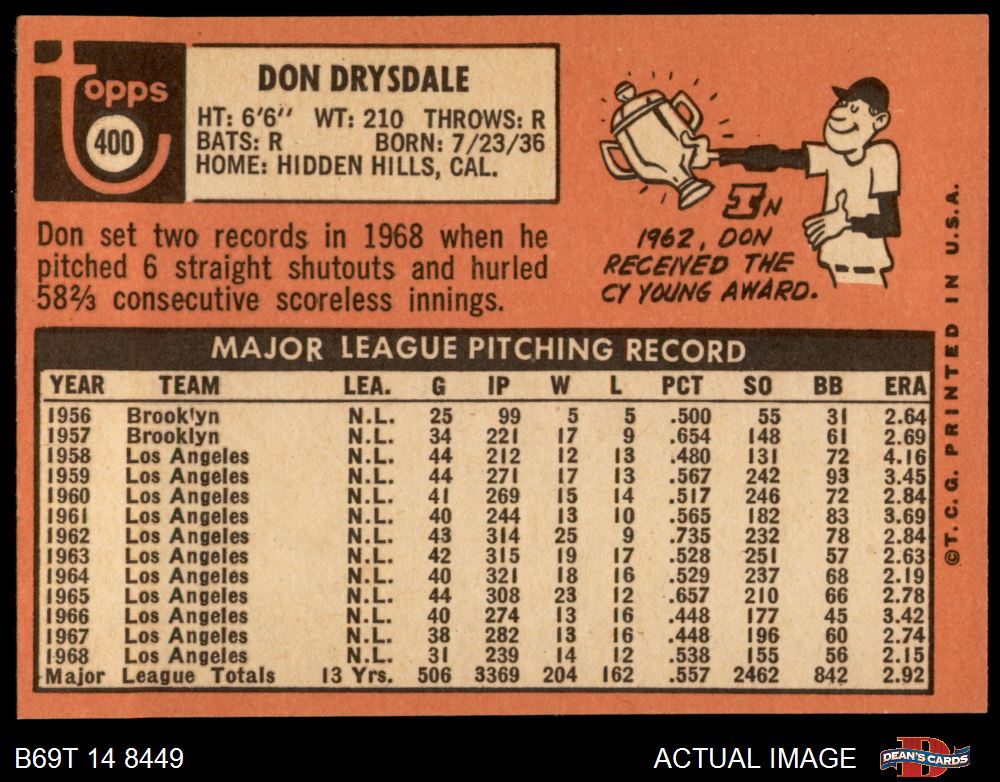 Topps
400
DON DRYSDALE
HT: 6'6" WT: 210 THROWS: R
BATS: R BORN: 7/23/36
HOME: HIDDEN HILLS, CAL.
Don set two records in 1968 when he
pitched 6 straight shutouts and hurled
58⅔ consecutive scoreless innings.
IN
1962, DON
RECEIVED THE
CY YOUNG AWARD.
MAJOR LEAGUE PITCHING RECORD
YEAR TEAM LEA. G IP W L PCT SO BB ERA
1956 Brooklyn N.L. 25 99 5 5 .500 55 31 2.64
1957 Brooklyn N.L. 34 221 17 9 .654 148 61 2.69
1958 Los Angeles N.L. 44 212 12 13 .480 131 72 4.16
1959 Los Angeles N.L. 44 271 17 13 .567 242 93 3.45
1960 Los Angeles N.L. 41 269 15 14 .517 246 72 2.84
1961 Los Angeles N.L. 40 244 13 10 .565 182 83 3.69
1962 Los Angeles N.L. 43 314 25 9 .735 232 78 2.84
1963 Los Angeles N.L. 42 315 19 17 .528 251 57 2.63
1964 Los Angeles N.L. 40 321 18 16 .529 237 68 2.19
1965 Los Angeles N.L. 44 308 23 12 .657 210 66 2.78
1966 Los Angeles N.L. 40 274 13 16 .448 177 45 3.42
1967 Los Angeles N.L. 38 282 13 16 .448 196 60 2.74
1968 Los Angeles N.L. 31 239 14 12 .538 155 56 2.15
Major League Totals 13 Yrs. 506 3369 204 162 .557 2462 842 2.92
©T.C.G. PRINTED IN U.S.A.
B69T 14 8449
ACTUAL IMAGE
DEAN'S CARDS